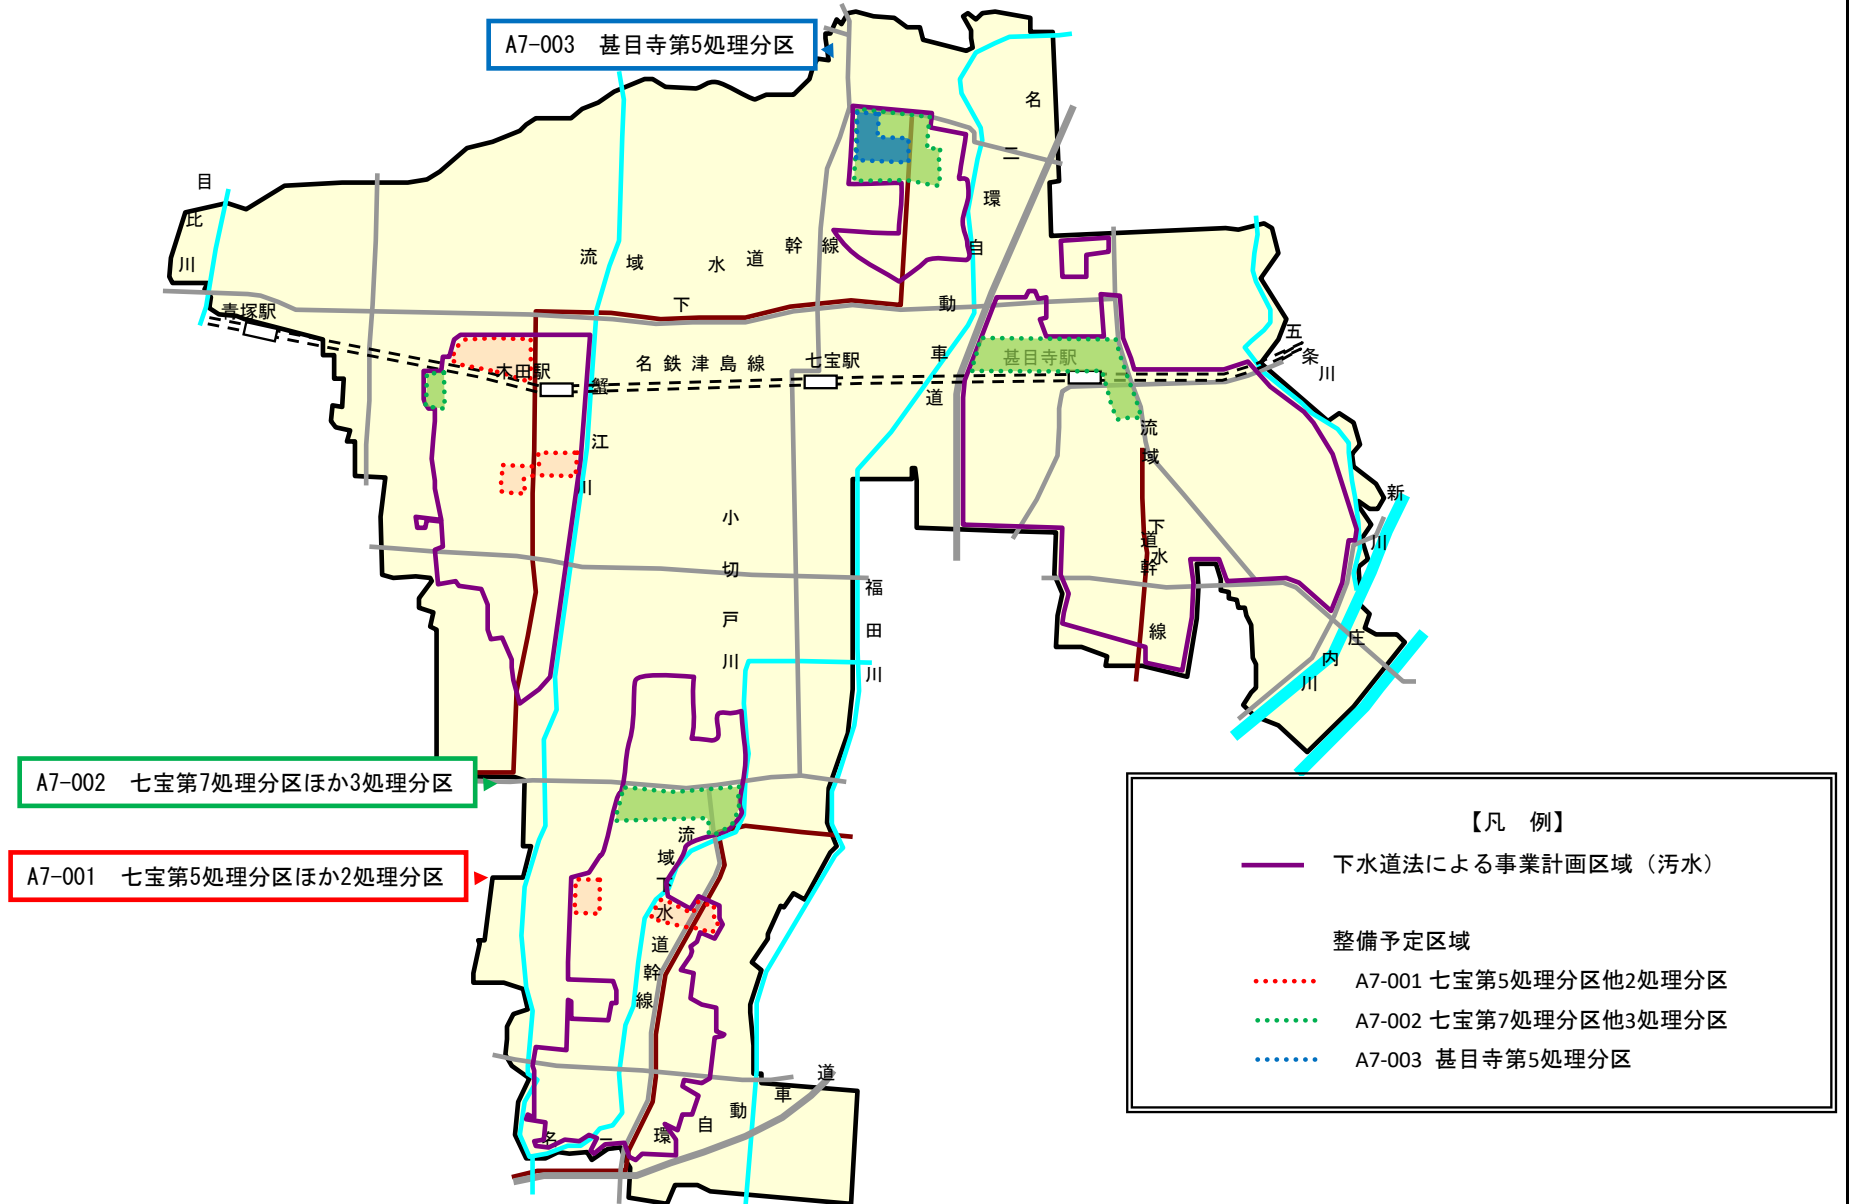 A7-003 甚目寺第5処理分区
名二環自動車道
目比川
流域下水道幹線
青塚駅
木田駅
名鉄津島線
七宝駅
甚目寺駅
五条川
蟹江川
流域下水道幹線
新川
小切戸川
福田川
庄内川
A7-002 七宝第7処理分区ほか3処理分区
A7-001 七宝第5処理分区ほか2処理分区
流域下水道幹線
名二環自動車道
【凡 例】
下水道法による事業計画区域（汚水）
整備予定区域
A7-001 七宝第5処理分区他2処理分区
A7-002 七宝第7処理分区他3処理分区
A7-003 甚目寺第5処理分区